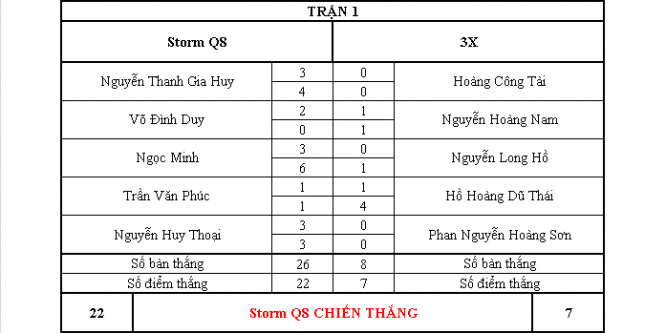 TRẬN 1
Storm Q8 3X
Nguyễn Thanh Gia Huy 3 0 Hoàng Công Tài
4 0
Võ Đình Duy 2 1 Nguyễn Hoàng Nam
0 1
Ngọc Minh 3 0 Nguyễn Long Hồ
6 1
Trần Văn Phúc 1 1 Hồ Hoàng Dũ Thái
1 4
Nguyễn Huy Thoại 3 0 Phan Nguyễn Hoàng Sơn
3 0
Số bàn thắng 26 8 Số bàn thắng
Số điểm thắng 22 7 Số điểm thắng
22 Storm Q8 CHIẾN THẮNG 7